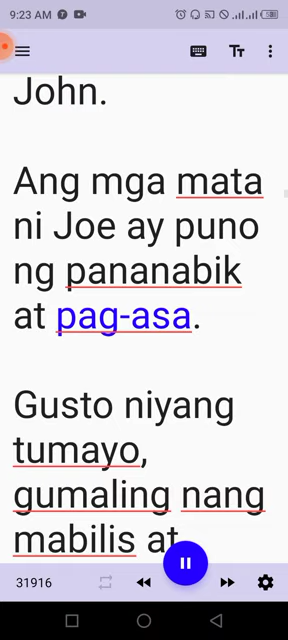 9:23 AM
John.
Ang mga mata
ni Joe ay puno
ng pananabik
at pag-asa.
Gusto niyang
tumayo,
gumaling nang
mabilis at
31916